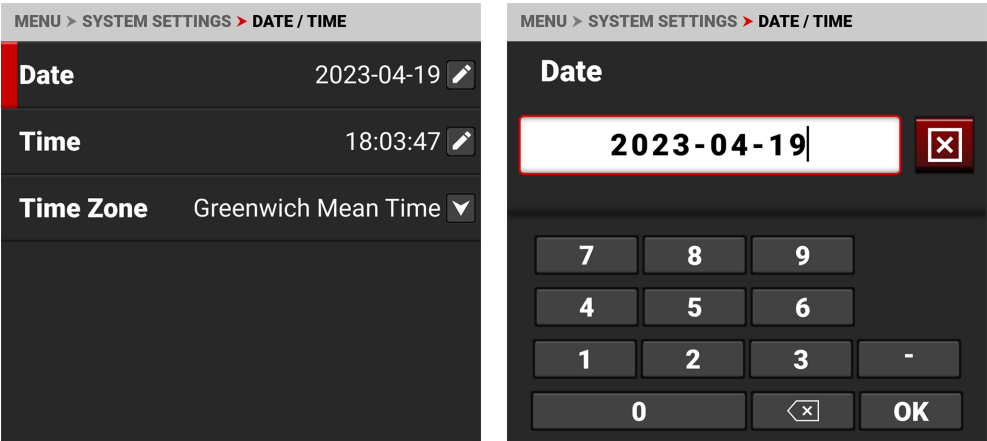 MENU > SYSTEM SETTINGS > DATE / TIME
Date 2023-04-19
Time 18:03:47
Time Zone Greenwich Mean Time
MENU > SYSTEM SETTINGS > DATE / TIME
Date
2023-04-19
7 8 9
4 5 6
1 2 3 -
0 OK